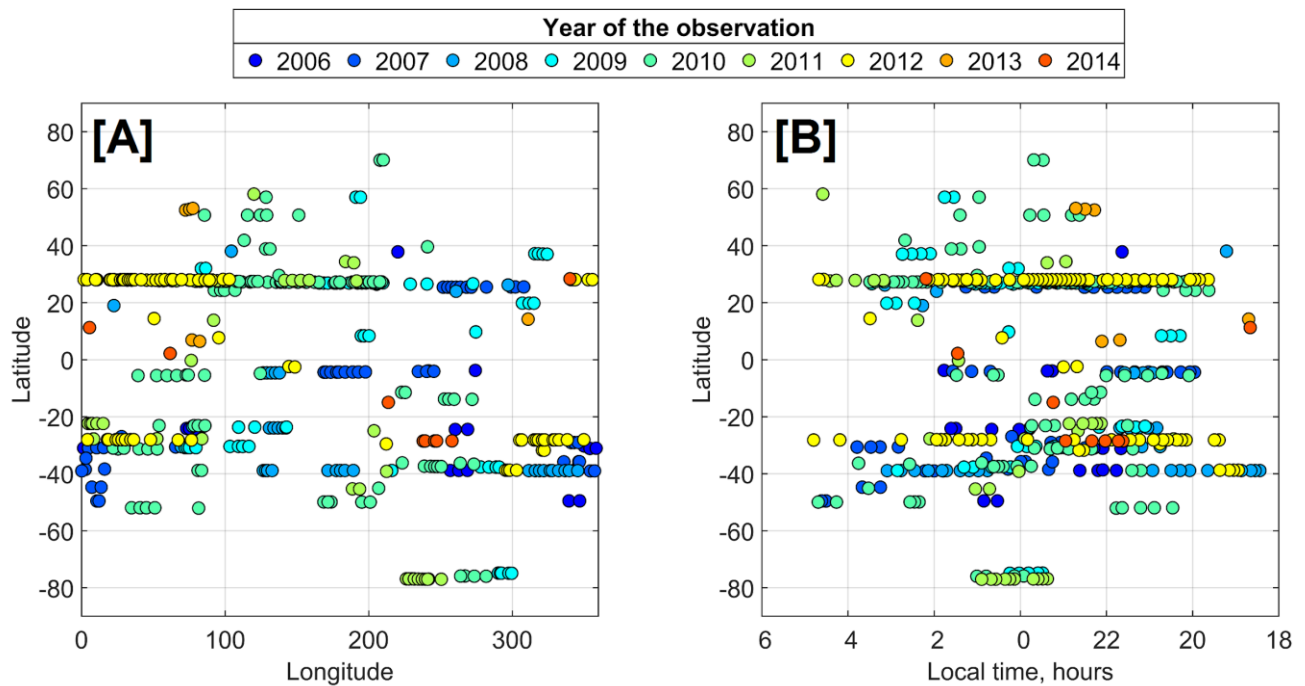 Year of the observation
2006 2007 2008 2009 2010 2011 2012 2013 2014
[A]
80
60
40
20
0
-20
-40
-60
-80
Latitude
0 100 200 300
Longitude
[B]
80
60
40
20
0
-20
-40
-60
-80
Latitude
6 4 2 0 22 20 18
Local time, hours